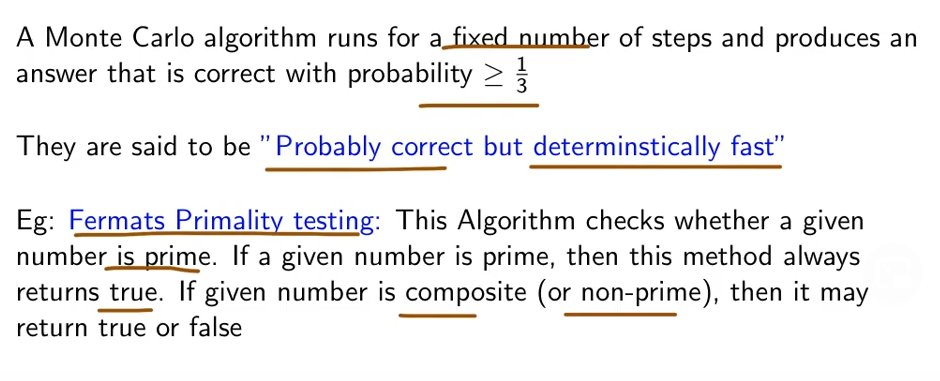 A Monte Carlo algorithm runs for a fixed number of steps and produces an
answer that is correct with probability ≥ 1/3
They are said to be "Probably correct but determinstically fast"
Eg: Fermats Primality testing: This Algorithm checks whether a given
number is prime. If a given number is prime, then this method always
returns true. If given number is composite (or non-prime), then it may
return true or false